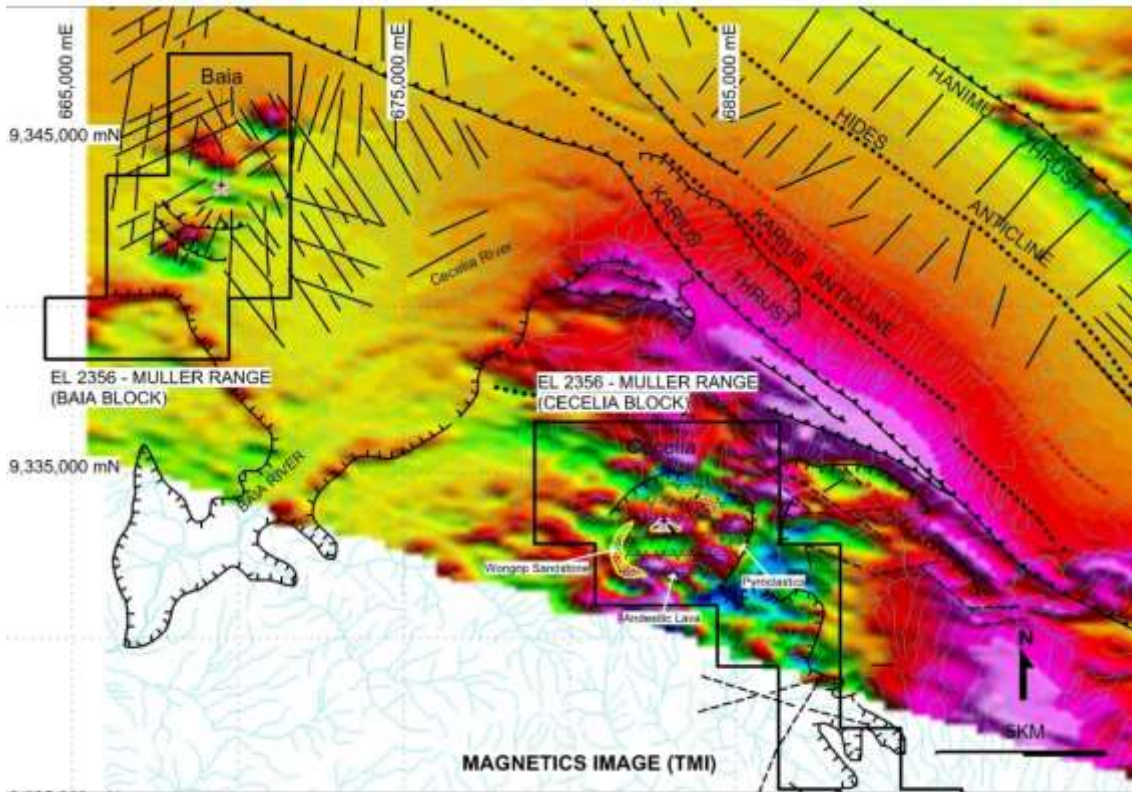 665,000 mE
675,000 mE
685,000 mE
Baia
9,345,000 mN
HANIMU
THRUST
HIDES
ANTICLINE
KARIUS
THRUST
KARIUS ANTICLINE
Cecelia River
EL 2356 - MULLER RANGE
(BAIA BLOCK)
EL 2356 - MULLER RANGE
(CECELIA BLOCK)
Cecelia
9,335,000 mN
BAIA RIVER
Wongop Sandstone
Pyroclastics
Andesitic Lava
N
5KM
MAGNETICS IMAGE (TMI)